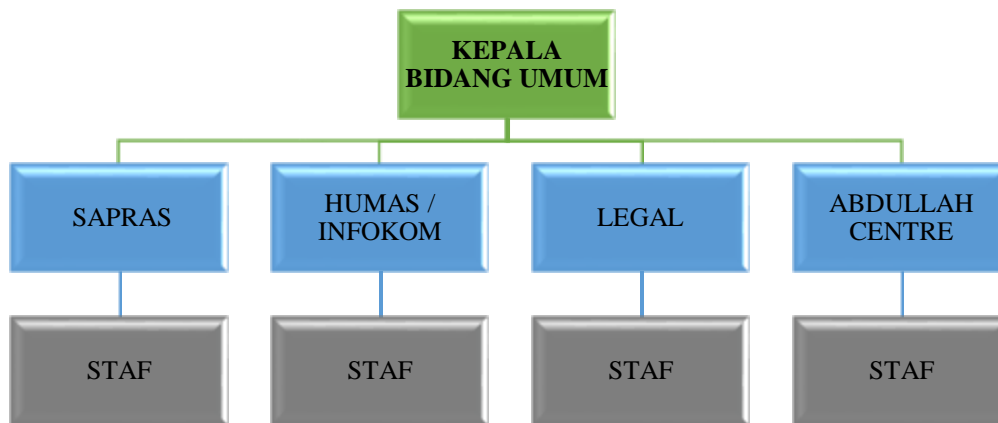 KEPALA
BIDANG UMUM
SAPRAS
HUMAS /
INFOKOM
LEGAL
ABDULLAH
CENTRE
STAF
STAF
STAF
STAF